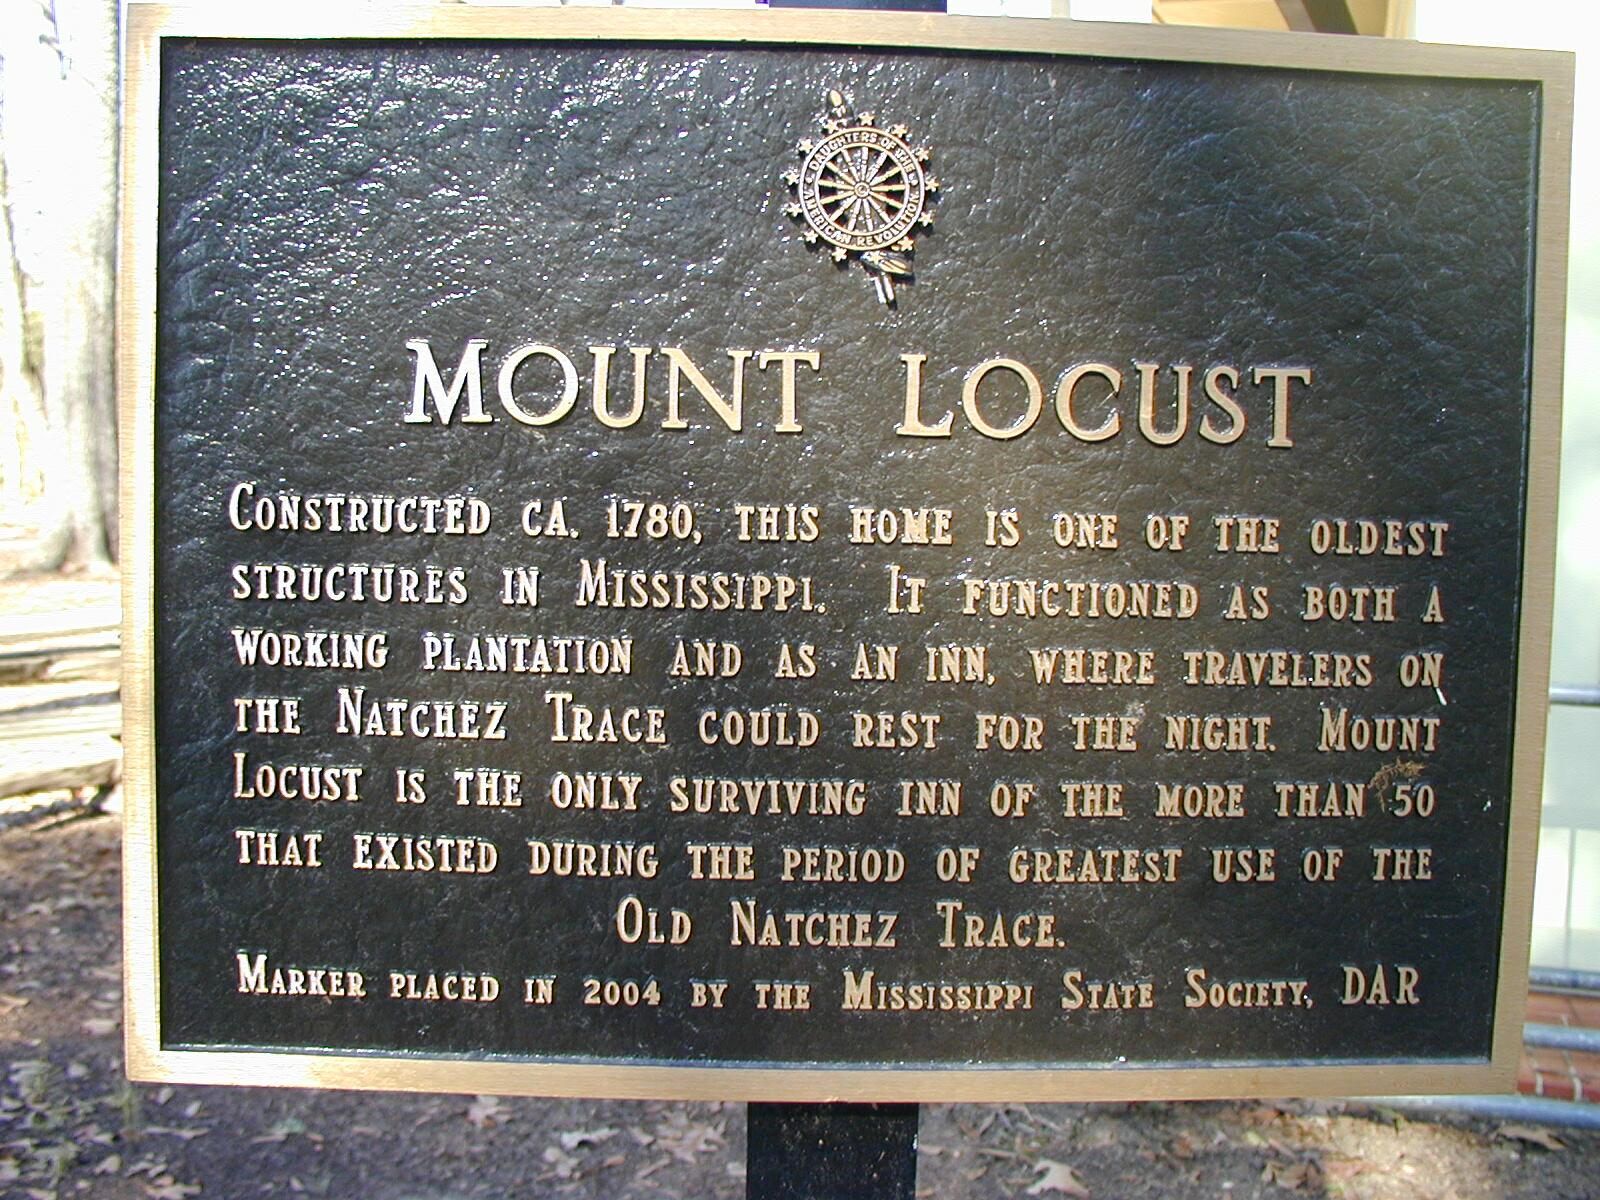 DAUGHTERS OF THE
AMERICAN REVOLUTION
MOUNT LOCUST
CONSTRUCTED CA. 1780, THIS HOME IS ONE OF THE OLDEST
STRUCTURES IN MISSISSIPPI. IT FUNCTIONED AS BOTH A
WORKING PLANTATION AND AS AN INN, WHERE TRAVELERS ON
THE NATCHEZ TRACE COULD REST FOR THE NIGHT. MOUNT
LOCUST IS THE ONLY SURVIVING INN OF THE MORE THAN 50
THAT EXISTED DURING THE PERIOD OF GREATEST USE OF THE
OLD NATCHEZ TRACE.
MARKER PLACED IN 2004 BY THE MISSISSIPPI STATE SOCIETY, DAR